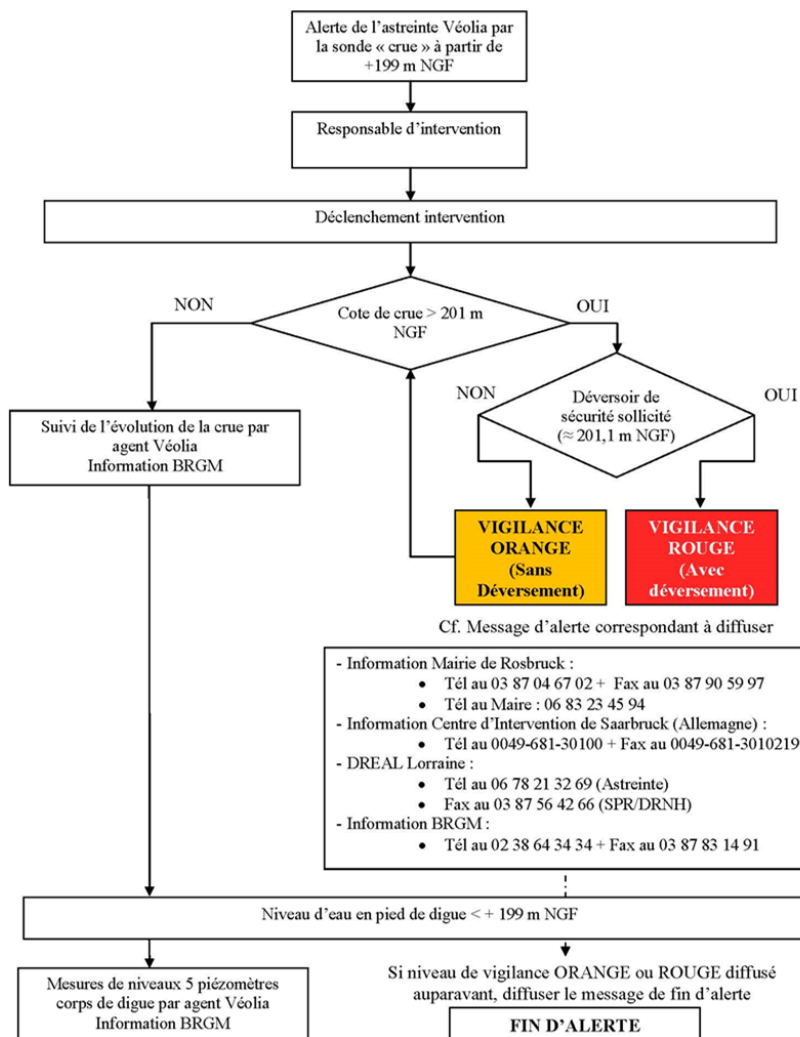 Alerte de l'astreinte Véolia par
la sonde « crue » à partir de
+199 m NGF
Responsable d'intervention
Déclenchement intervention
NON
Cote de crue > 201 m
NGF
OUI
NON
Déversoir de
sécurité sollicité
(≈ 201,1 m NGF)
OUI
Suivi de l'évolution de la crue par
agent Véolia
Information BRGM
VIGILANCE
ORANGE
(Sans
Déversement)
VIGILANCE
ROUGE
(Avec
déversement)
Cf. Message d'alerte correspondant à diffuser
- Information Mairie de Rosbruck :
• Tél au 03 87 04 67 02 + Fax au 03 87 90 59 97
• Tél au Maire : 06 83 23 45 94
- Information Centre d'Intervention de Saarbruck (Allemagne) :
• Tél au 0049-681-30100 + Fax au 0049-681-3010219
- DREAL Lorraine :
• Tél au 06 78 21 32 69 (Astreinte)
• Fax au 03 87 56 42 66 (SPR/DRNH)
- Information BRGM :
• Tél au 02 38 64 34 34 + Fax au 03 87 83 14 91
Niveau d'eau en pied de digue < + 199 m NGF
Mesures de niveaux 5 piézomètres
corps de digue par agent Véolia
Information BRGM
Si niveau de vigilance ORANGE ou ROUGE diffusé
auparavant, diffuser le message de fin d'alerte
FIN D'ALERTE